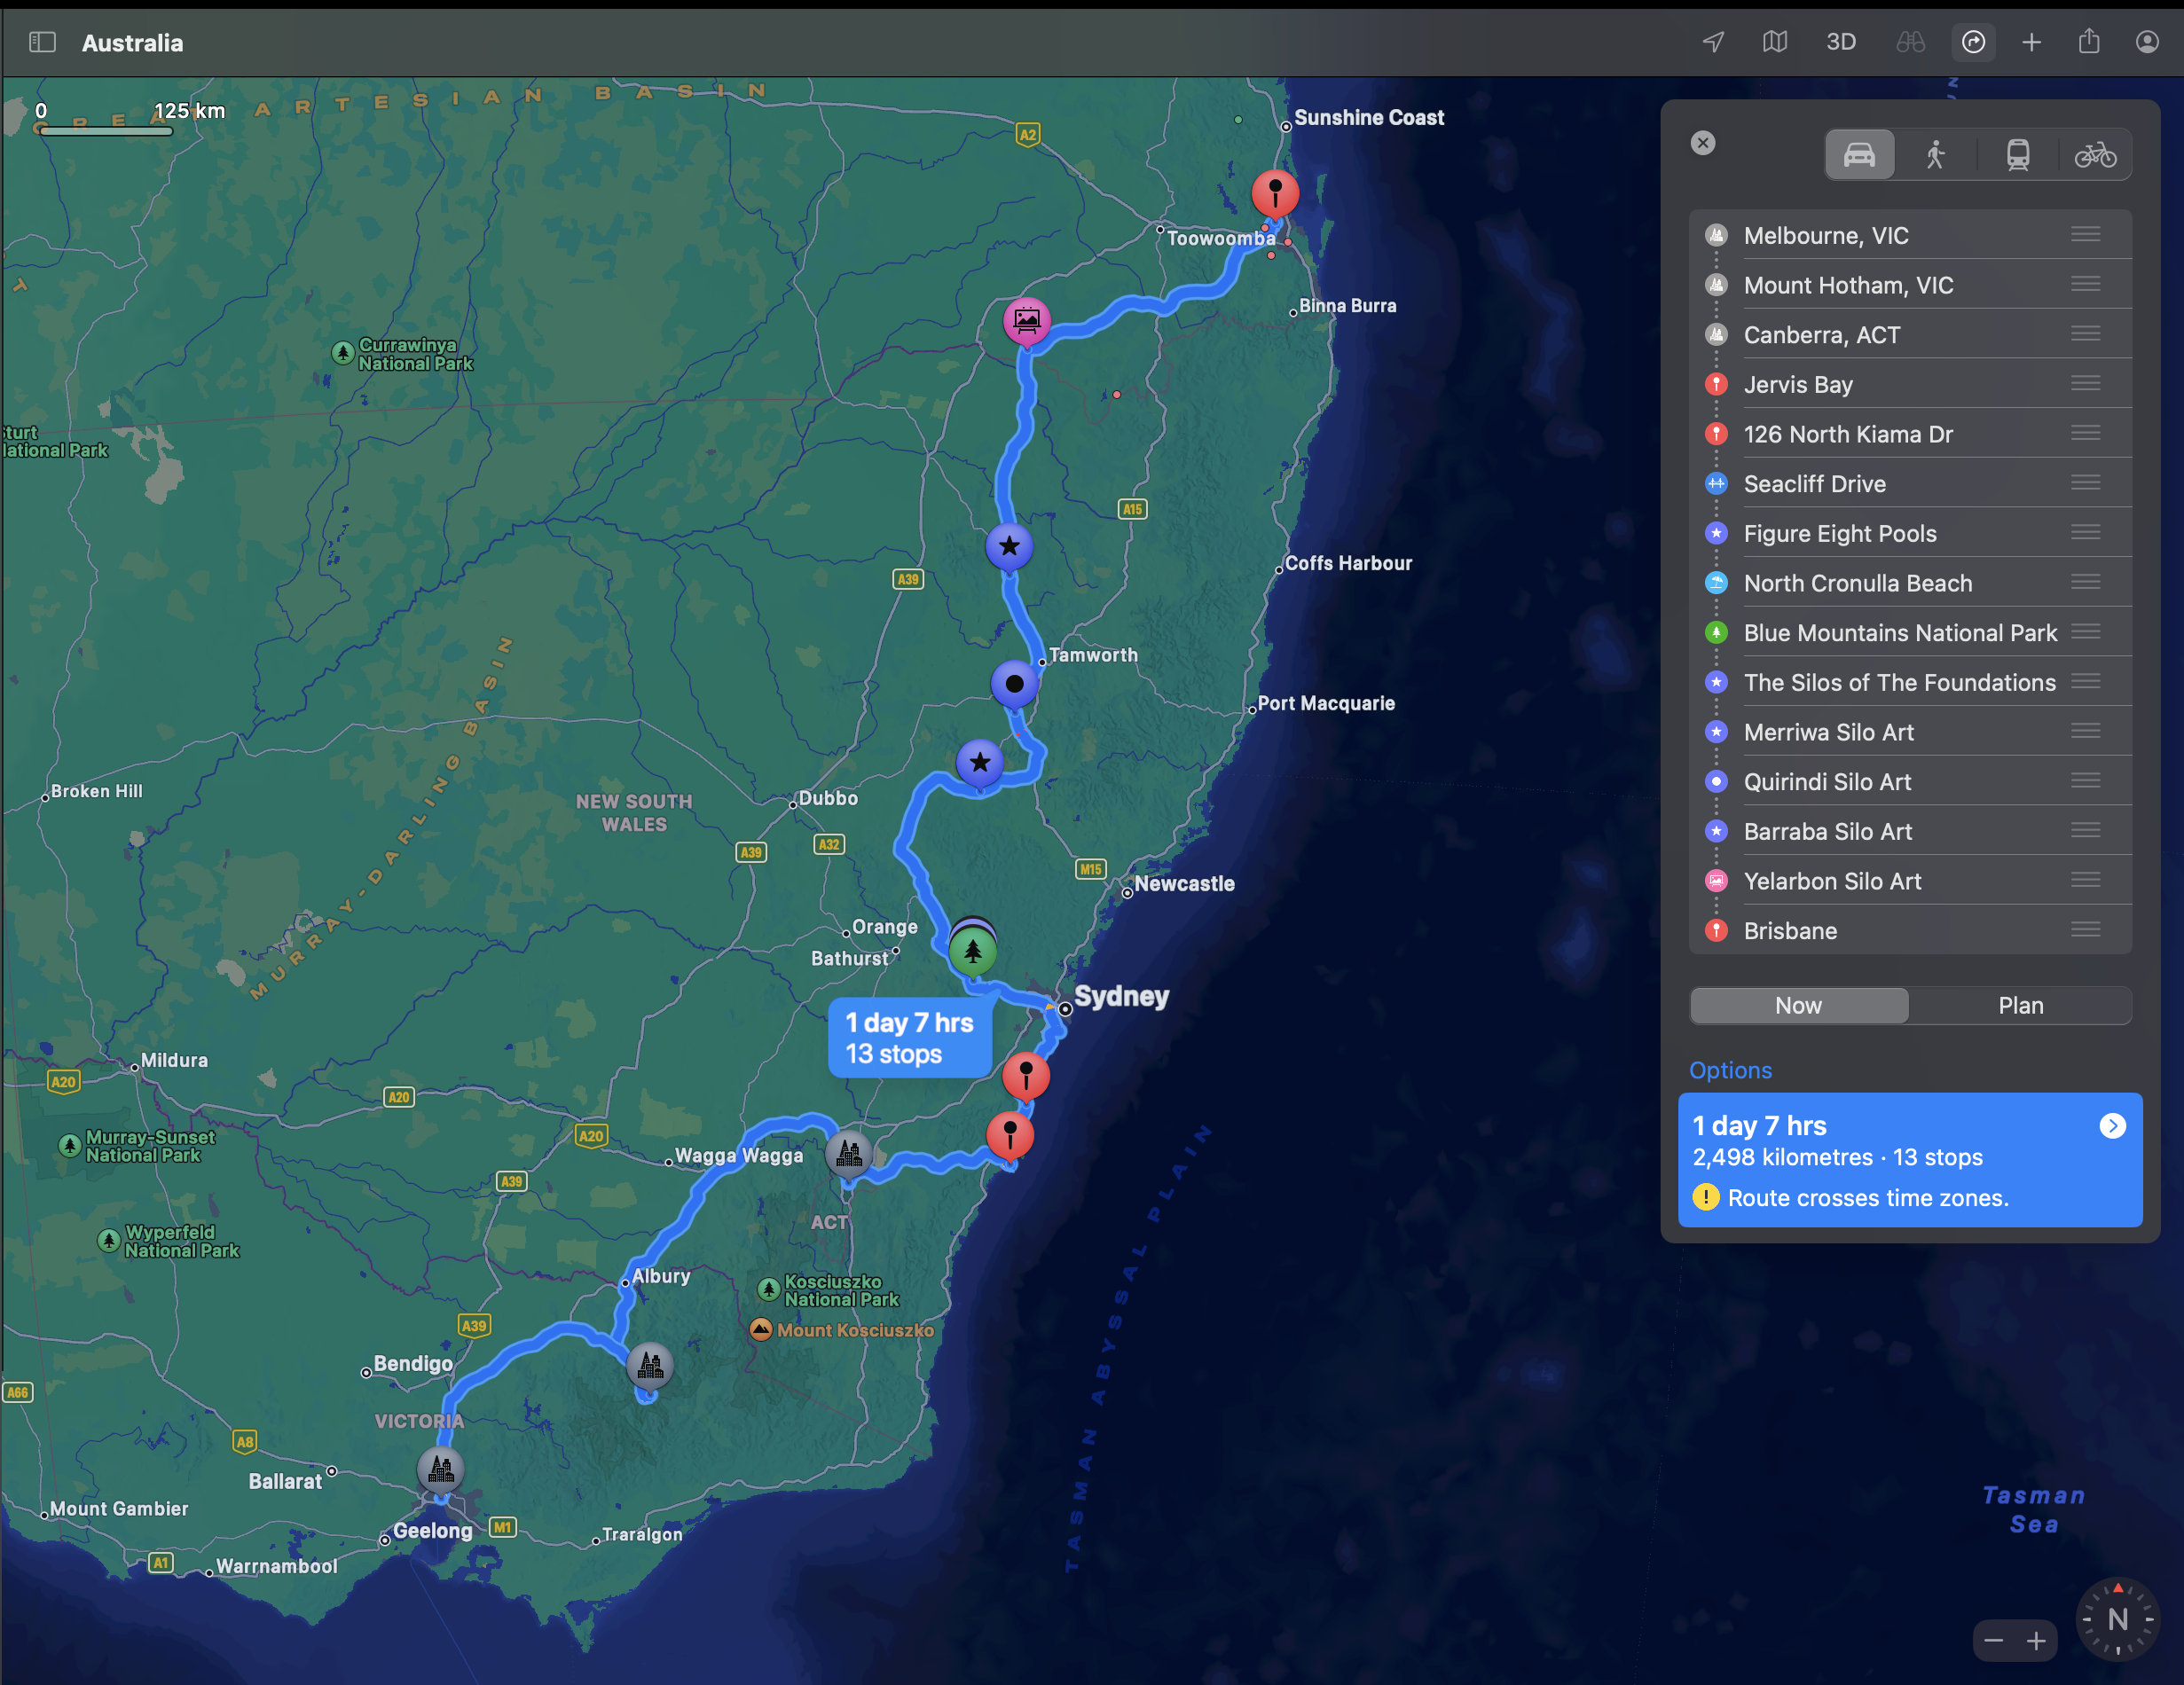 Australia
3D
0 125 km
GREAT ARTESIAN BASIN
A2
Sunshine Coast
Toowoomba
Binna Burra
Currawinya
National Park
Sturt
National Park
A15
Coffs Harbour
A39
Tamworth
Port Macquarie
MURRAY-DARLING BASIN
Broken Hill
NEW SOUTH
WALES
Dubbo
A39
A32
M15
Newcastle
Orange
Bathurst
Sydney
1 day 7 hrs
13 stops
Mildura
A20
A20
A20
Murray-Sunset
National Park
Wagga Wagga
A39
ACT
Wyperfeld
National Park
Albury
Kosciuszko
National Park
Mount Kosciuszko
A39
Bendigo
A66
VICTORIA
A8
Ballarat
Mount Gambier
Geelong
M1
Traralgon
A1
Warrnambool
TASMAN ABYSSAL PLAIN
Tasman
Sea
N
Melbourne, VIC
Mount Hotham, VIC
Canberra, ACT
Jervis Bay
126 North Kiama Dr
Seacliff Drive
Figure Eight Pools
North Cronulla Beach
Blue Mountains National Park
The Silos of The Foundations
Merriwa Silo Art
Quirindi Silo Art
Barraba Silo Art
Yelarbon Silo Art
Brisbane
Now Plan
Options
1 day 7 hrs
2,498 kilometres · 13 stops
Route crosses time zones.